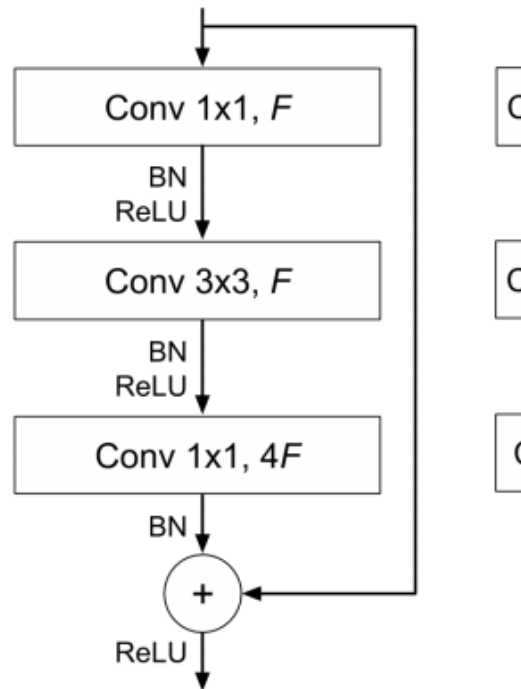 Conv 1x1, F
BN
ReLU
Conv 3x3, F
BN
ReLU
Conv 1x1, 4F
BN
+
ReLU